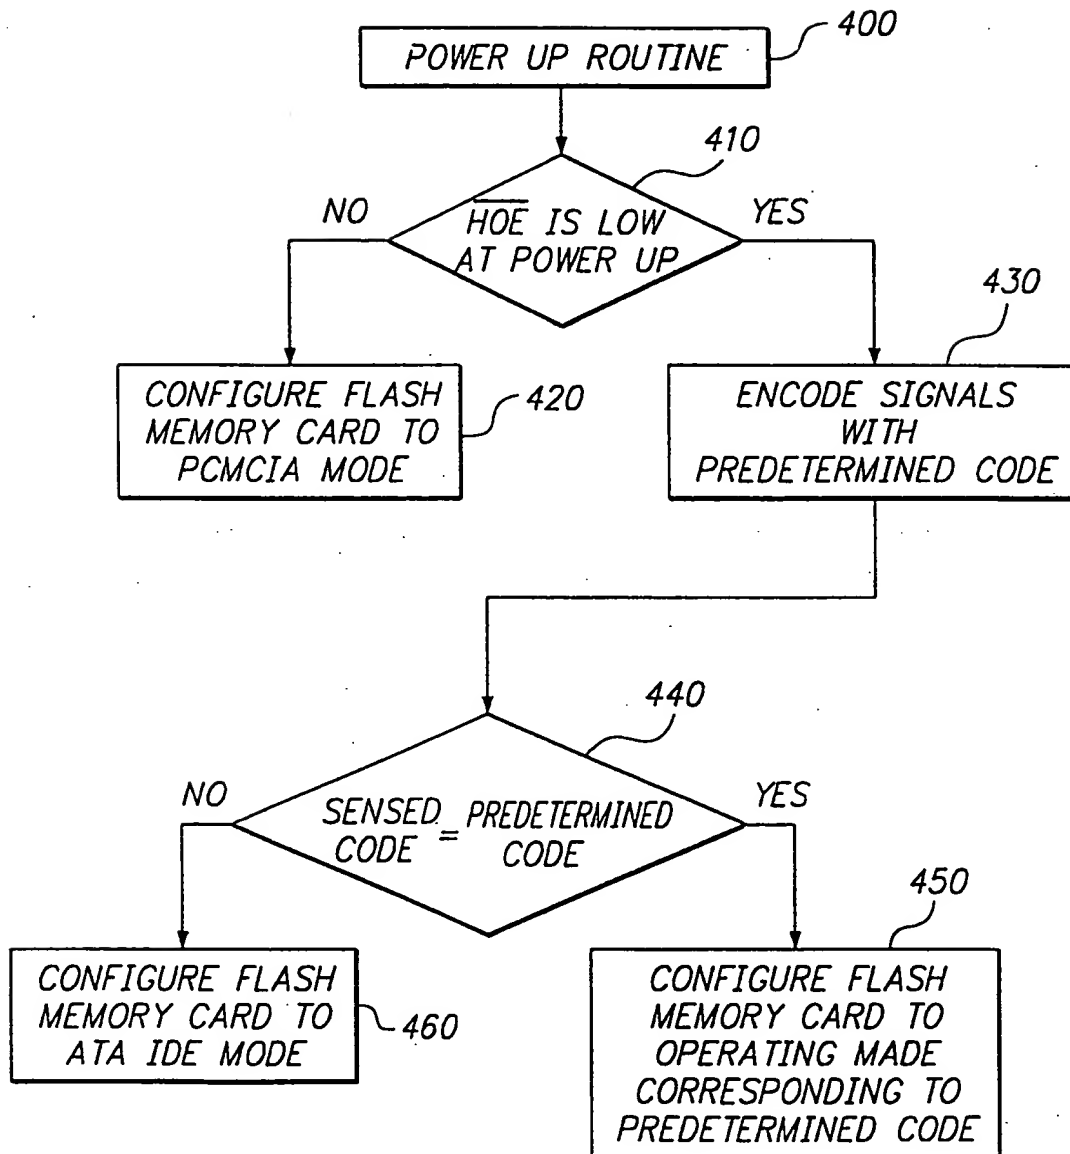 400
POWER UP ROUTINE
410
NO
YES
H̅O̅E̅ IS LOW
AT POWER UP
430
CONFIGURE FLASH
MEMORY CARD TO
PCMCIA MODE
420
ENCODE SIGNALS
WITH
PREDETERMINED CODE
440
NO
YES
SENSED CODE = PREDETERMINED CODE
450
CONFIGURE FLASH
MEMORY CARD TO
ATA IDE MODE
460
CONFIGURE FLASH
MEMORY CARD TO
OPERATING MADE
CORRESPONDING TO
PREDETERMINED CODE